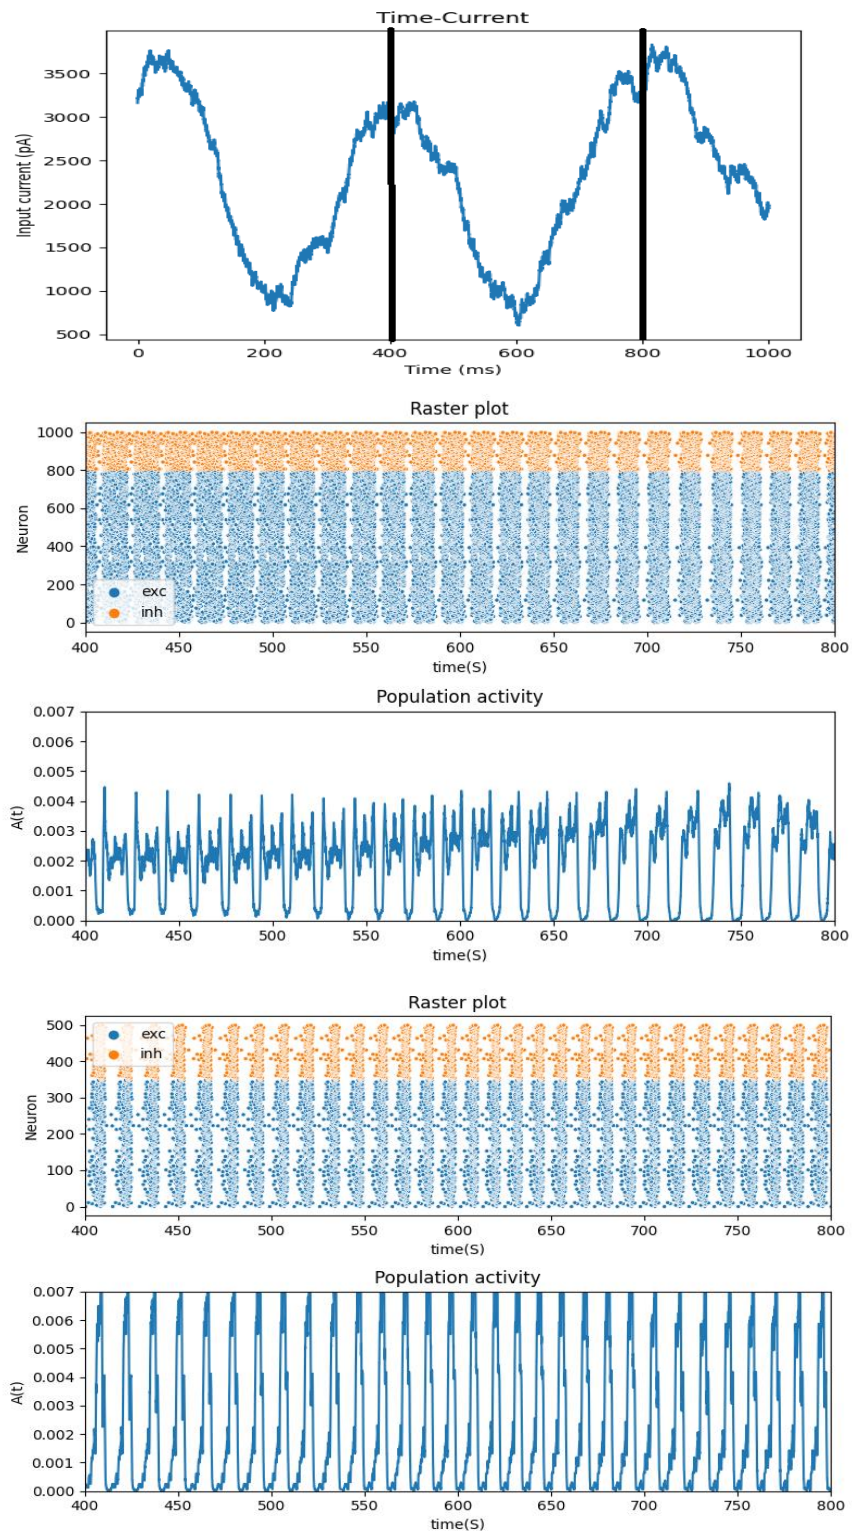 Time-Current
3500
3000
2500
2000
1500
1000
500
Input current (pA)
0 200 400 600 800 1000
Time (ms)
Raster plot
1000
800
600
400
200
0
Neuron
exc
inh
400 450 500 550 600 650 700 750 800
time(S)
Population activity
0.007
0.006
0.005
0.004
0.003
0.002
0.001
0.000
A(t)
400 450 500 550 600 650 700 750 800
time(S)
Raster plot
500
400
300
200
100
0
Neuron
exc
inh
400 450 500 550 600 650 700 750 800
time(S)
Population activity
0.007
0.006
0.005
0.004
0.003
0.002
0.001
0.000
A(t)
400 450 500 550 600 650 700 750 800
time(S)